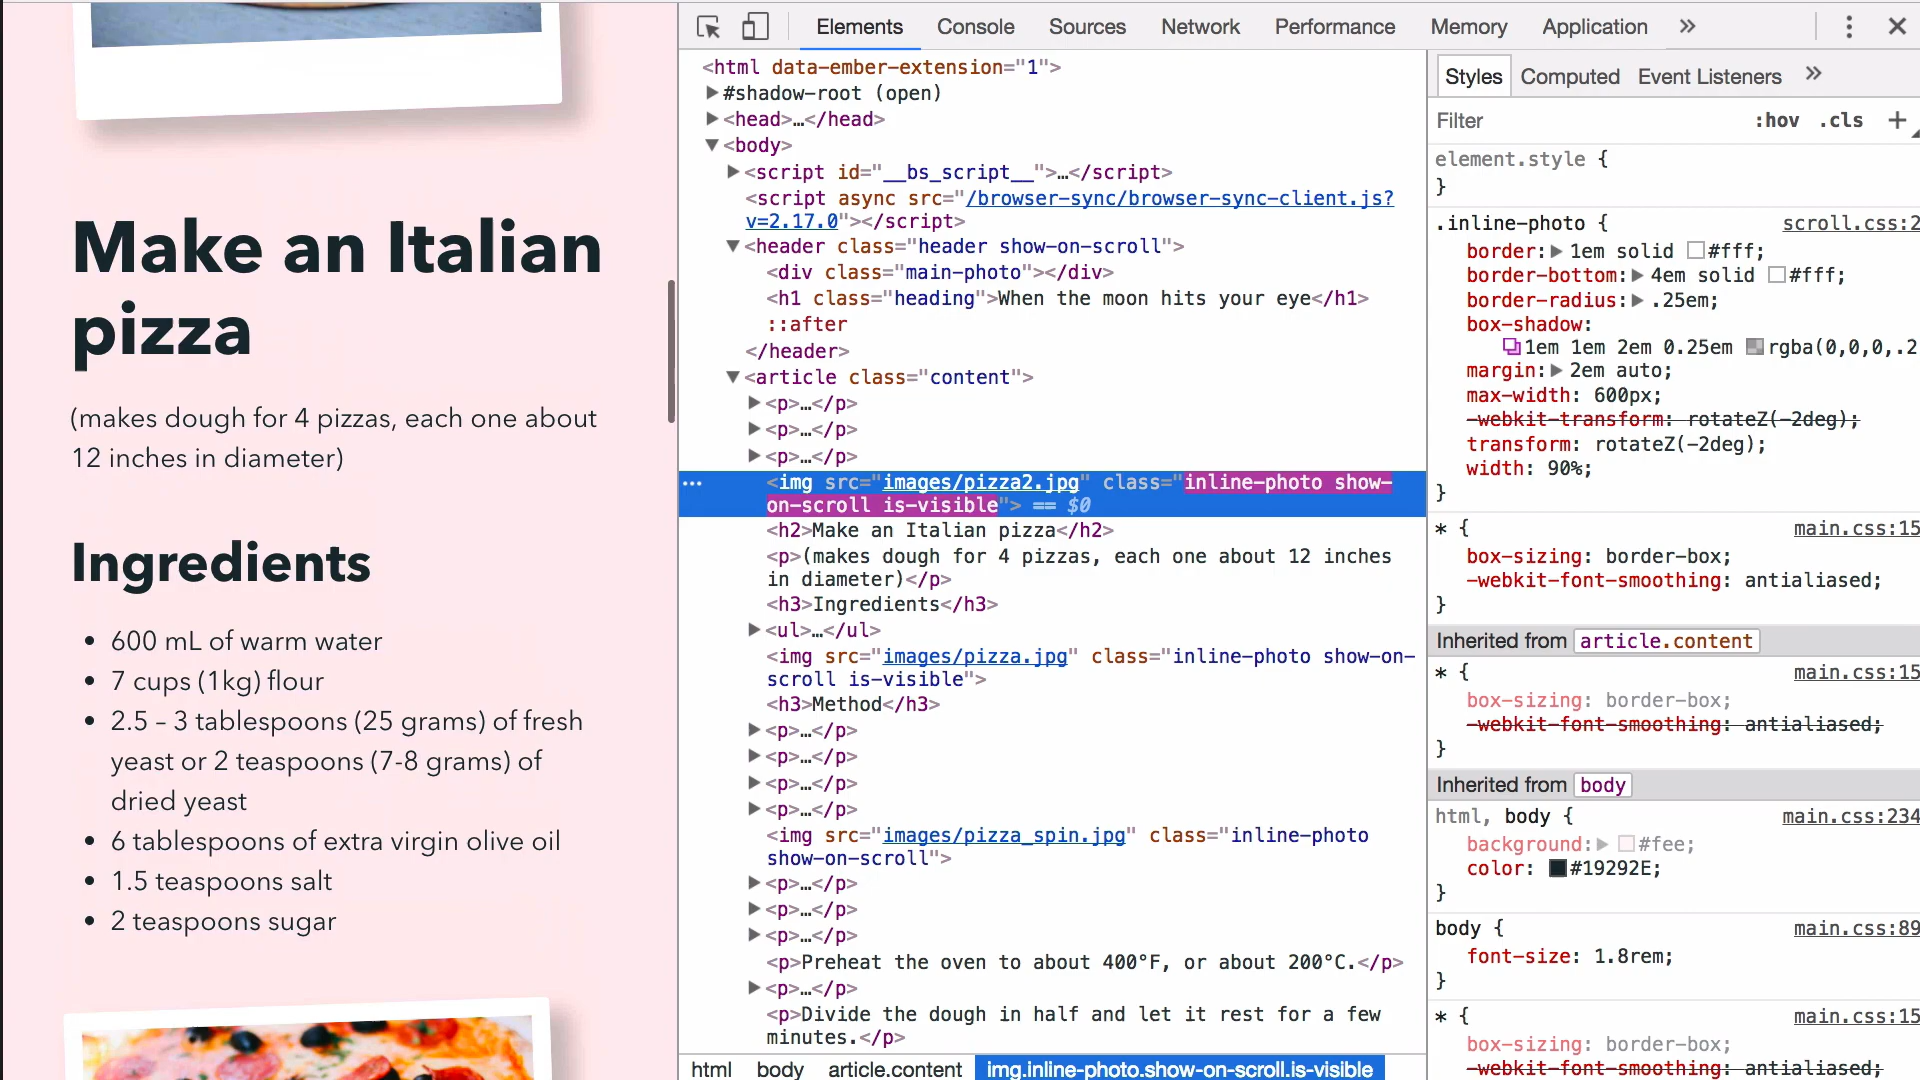 Make an Italian
pizza
(makes dough for 4 pizzas, each one about
12 inches in diameter)
Ingredients
• 600 mL of warm water
• 7 cups (1kg) flour
• 2.5 – 3 tablespoons (25 grams) of fresh
yeast or 2 teaspoons (7-8 grams) of
dried yeast
• 6 tablespoons of extra virgin olive oil
• 1.5 teaspoons salt
• 2 teaspoons sugar
Elements Console Sources Network Performance Memory Application »
<html data-ember-extension="1">
▶#shadow-root (open)
▶<head>…</head>
▼<body>
▶<script id="__bs_script__">…</script>
<script async src="/browser-sync/browser-sync-client.js?
v=2.17.0"></script>
▼<header class="header show-on-scroll">
<div class="main-photo"></div>
<h1 class="heading">When the moon hits your eye</h1>
::after
</header>
▼<article class="content">
▶<p>…</p>
▶<p>…</p>
▶<p>…</p>
<img src="images/pizza2.jpg" class="inline-photo show-
on-scroll is-visible"> == $0
<h2>Make an Italian pizza</h2>
<p>(makes dough for 4 pizzas, each one about 12 inches
in diameter)</p>
<h3>Ingredients</h3>
▶<ul>…</ul>
<img src="images/pizza.jpg" class="inline-photo show-on-
scroll is-visible">
<h3>Method</h3>
▶<p>…</p>
▶<p>…</p>
▶<p>…</p>
▶<p>…</p>
<img src="images/pizza_spin.jpg" class="inline-photo
show-on-scroll">
▶<p>…</p>
▶<p>…</p>
▶<p>…</p>
<p>Preheat the oven to about 400°F, or about 200°C.</p>
▶<p>…</p>
<p>Divide the dough in half and let it rest for a few
minutes.</p>
html body article.content img.inline-photo.show-on-scroll.is-visible
Styles Computed Event Listeners »
Filter :hov .cls +
element.style {
}
.inline-photo { scroll.css:2
border:▶ 1em solid #fff;
border-bottom:▶ 4em solid #fff;
border-radius:▶ .25em;
box-shadow:
1em 1em 2em 0.25em rgba(0,0,0,.2
margin:▶ 2em auto;
max-width: 600px;
-webkit-transform: rotateZ(-2deg);
transform: rotateZ(-2deg);
width: 90%;
}
* { main.css:15
box-sizing: border-box;
-webkit-font-smoothing: antialiased;
}
Inherited from article.content
* { main.css:15
box-sizing: border-box;
-webkit-font-smoothing: antialiased;
}
Inherited from body
html, body { main.css:234
background:▶ #fee;
color: #19292E;
}
body { main.css:89
font-size: 1.8rem;
}
* { main.css:15
box-sizing: border-box;
-webkit-font-smoothing: antialiased;